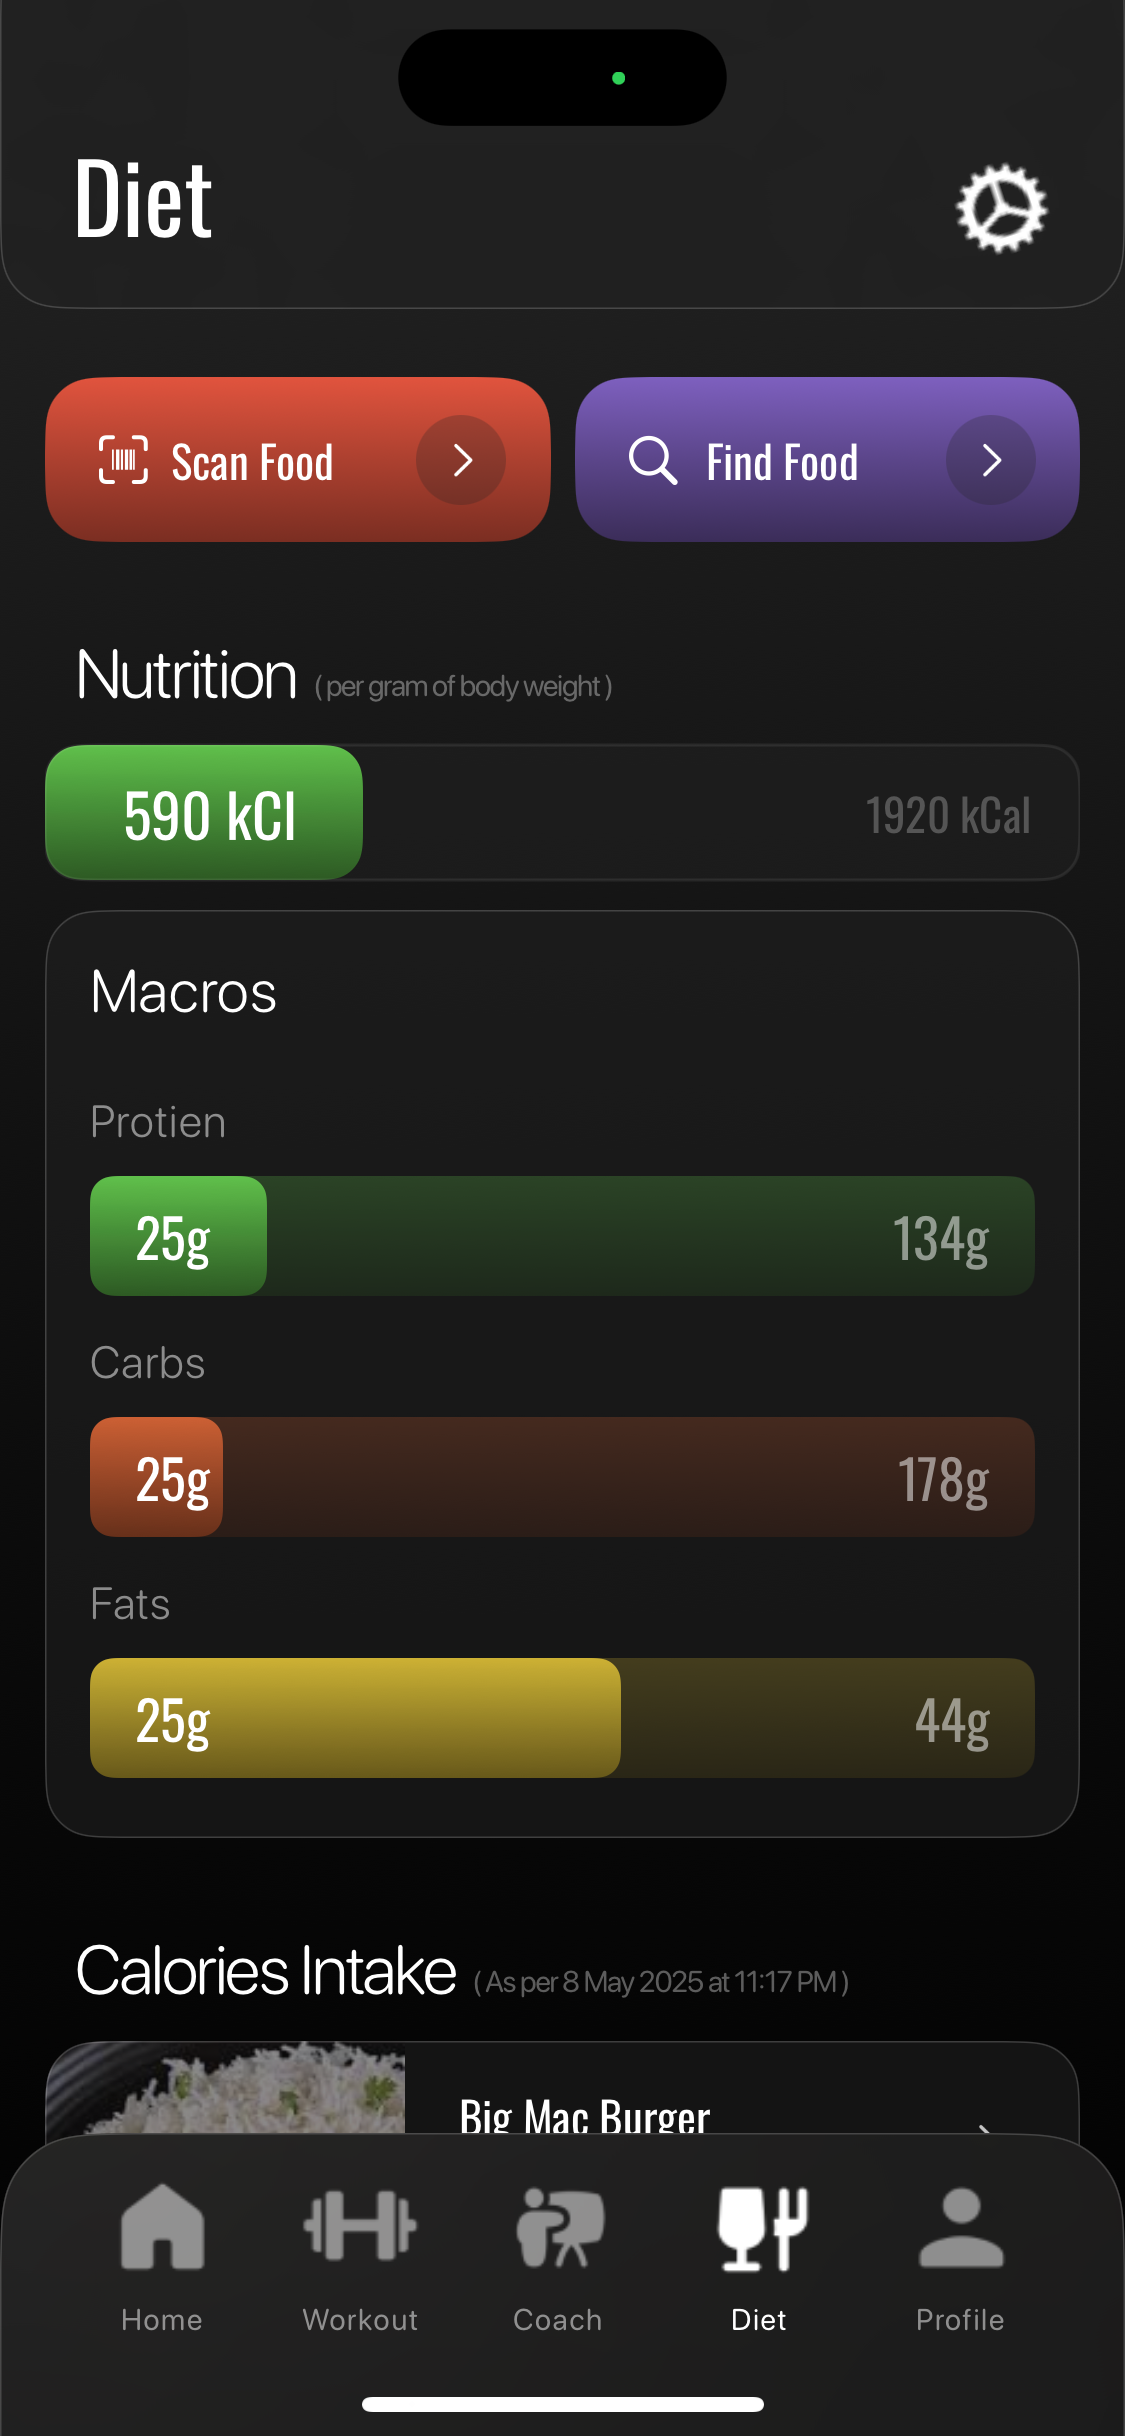 Diet
Scan Food
Find Food
Nutrition ( per gram of body weight )
590 kCl
1920 kCal
Macros
Protien
25g
134g
Carbs
25g
178g
Fats
25g
44g
Calories Intake ( As per 8 May 2025 at 11:17 PM )
Big Mac Burger
Home
Workout
Coach
Diet
Profile